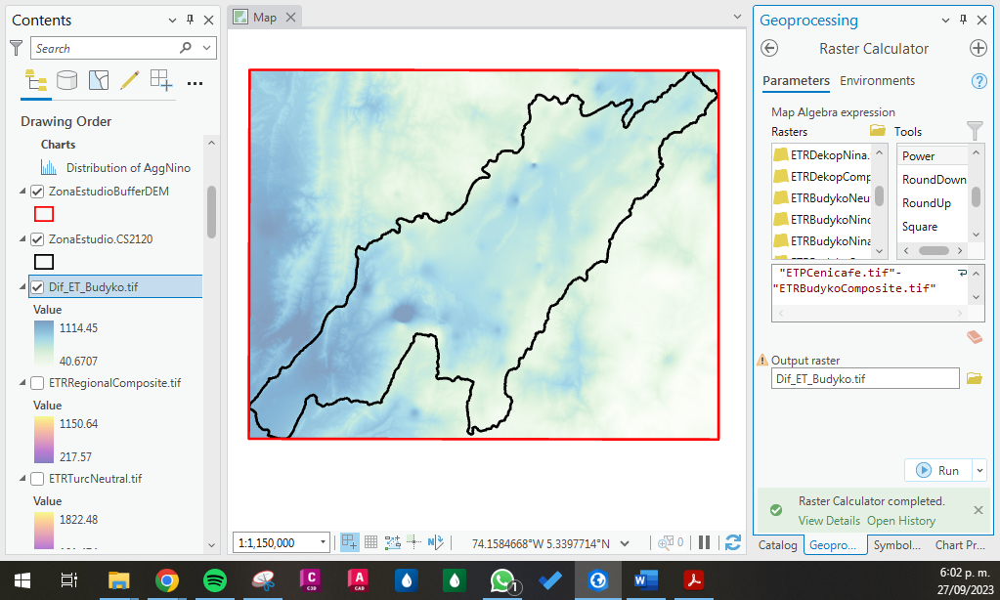 Contents
Map
Search
Drawing Order
Charts
Distribution of AggNino
ZonaEstudioBufferDEM
ZonaEstudio.CS2120
Dif_ET_Budyko.tif
Value
1114.45
40.6707
ETRRegionalComposite.tif
Value
1150.64
217.57
ETRTurcNeutral.tif
Value
1822.48
1:1,150,000
74.1584668°W 5.3397714°N
0
Geoprocessing
Raster Calculator
Parameters Environments
?
Map Algebra expression
Rasters
Tools
ETRDekopNina.
ETRDekopComp
ETRBudykoNeu
ETRBudykoNino
ETRBudykoNina
Power
RoundDown
RoundUp
Square
"ETPCenicafe.tif"-
"ETRBudykoComposite.tif"
Output raster
Dif_ET_Budyko.tif
Run
Raster Calculator completed.
View Details Open History
Catalog Geopro... Symbol... Chart Pr...
C
C3D
A
CAD
1
W
6:02 p. m.
27/09/2023